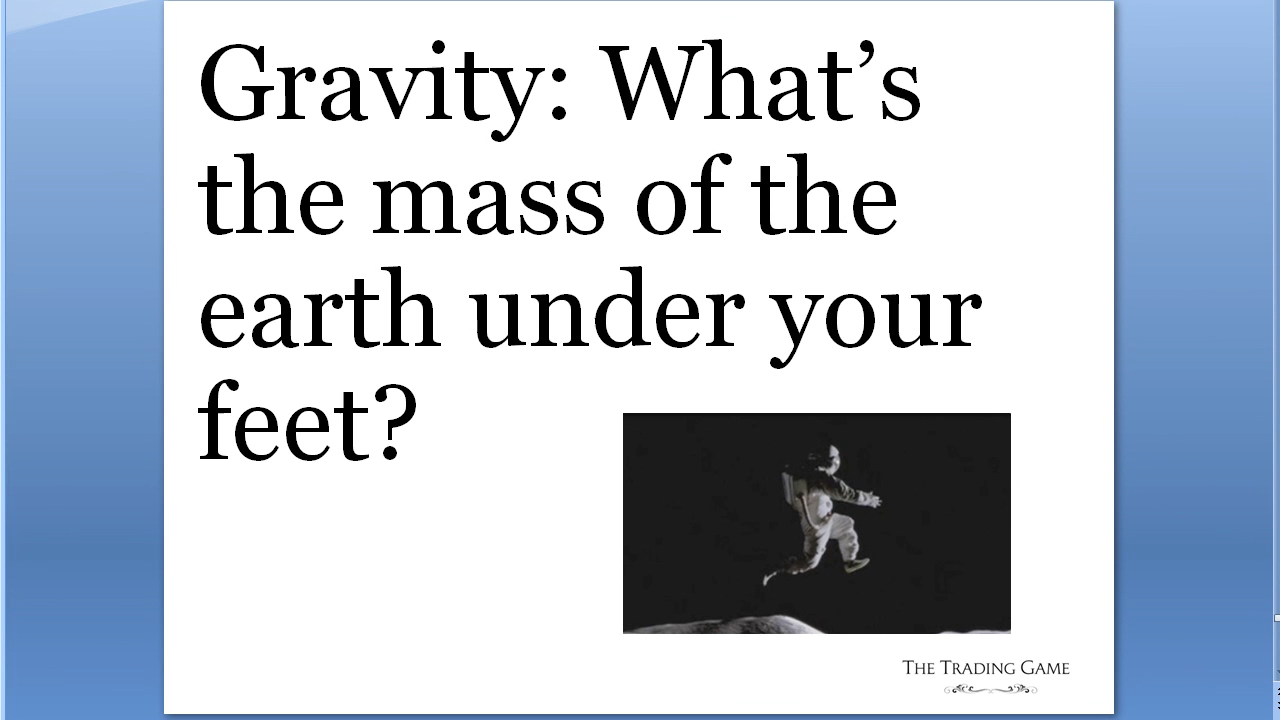 Gravity: What’s
the mass of the
earth under your
feet?
THE TRADING GAME